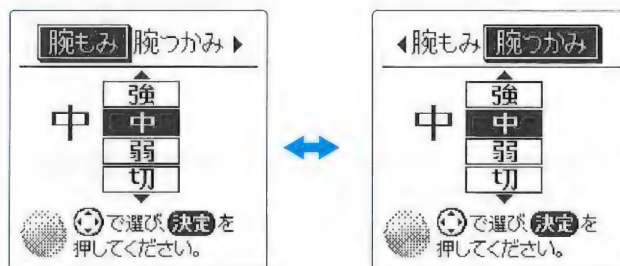 腕もみ 腕つかみ
中
強
中
弱
切
で選び、決定を
押してください。
腕もみ 腕つかみ
中
強
中
弱
切
で選び、決定を
押してください。